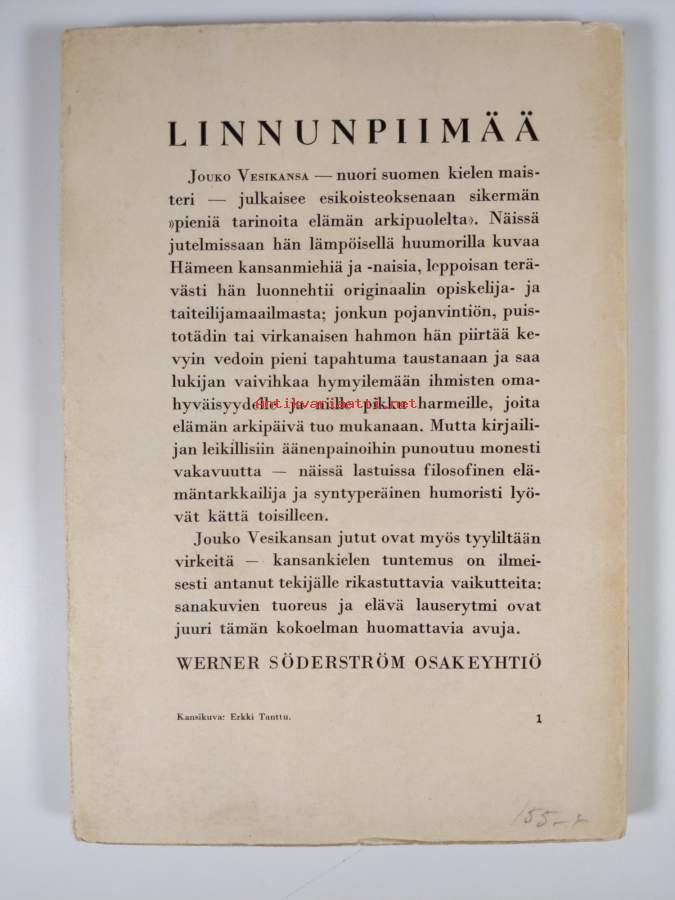 LINNUNPIIMÄÄ
JOUKO VESIKANSA — nuori suomen kielen mais-
teri — julkaisee esikoisteoksenaan sikermän
»pieniä tarinoita elämän arkipuolelta». Näissä
jutelmissaan hän lämpöisellä huumorilla kuvaa
Hämeen kansanmiehiä ja -naisia, leppoisan terä-
västi hän luonnehtii originaalin opiskelija- ja
taiteilijamaailmasta; jonkun pojanvintiön, puis-
totädin tai virkanaisen hahmon hän piirtää ke-
vyin vedoin pieni tapahtuma taustanaan ja saa
lukijan vaivihkaa hymyilemään ihmisten oma-
hyväisyydelle ja niille pikku harmeille, joita
antikvariaatti.net
elämän arkipäivä tuo mukanaan. Mutta kirjaili-
jan leikillisiin äänenpainoihin punoutuu monesti
vakavuutta — näissä lastuissa filosofinen elä-
mäntarkkailija ja syntyperäinen humoristi lyö-
vät kättä toisilleen.
Jouko Vesikansan jutut ovat myös tyyliltään
virkeitä — kansankielen tuntemus on ilmei-
sesti antanut tekijälle rikastuttavia vaikutteita:
sanakuvien tuoreus ja elävä lauserytmi ovat
juuri tämän kokoelman huomattavia avuja.
WERNER SÖDERSTRÖM OSAKEYHTIÖ
Kansikuva: Erkki Tanttu. 1
155-